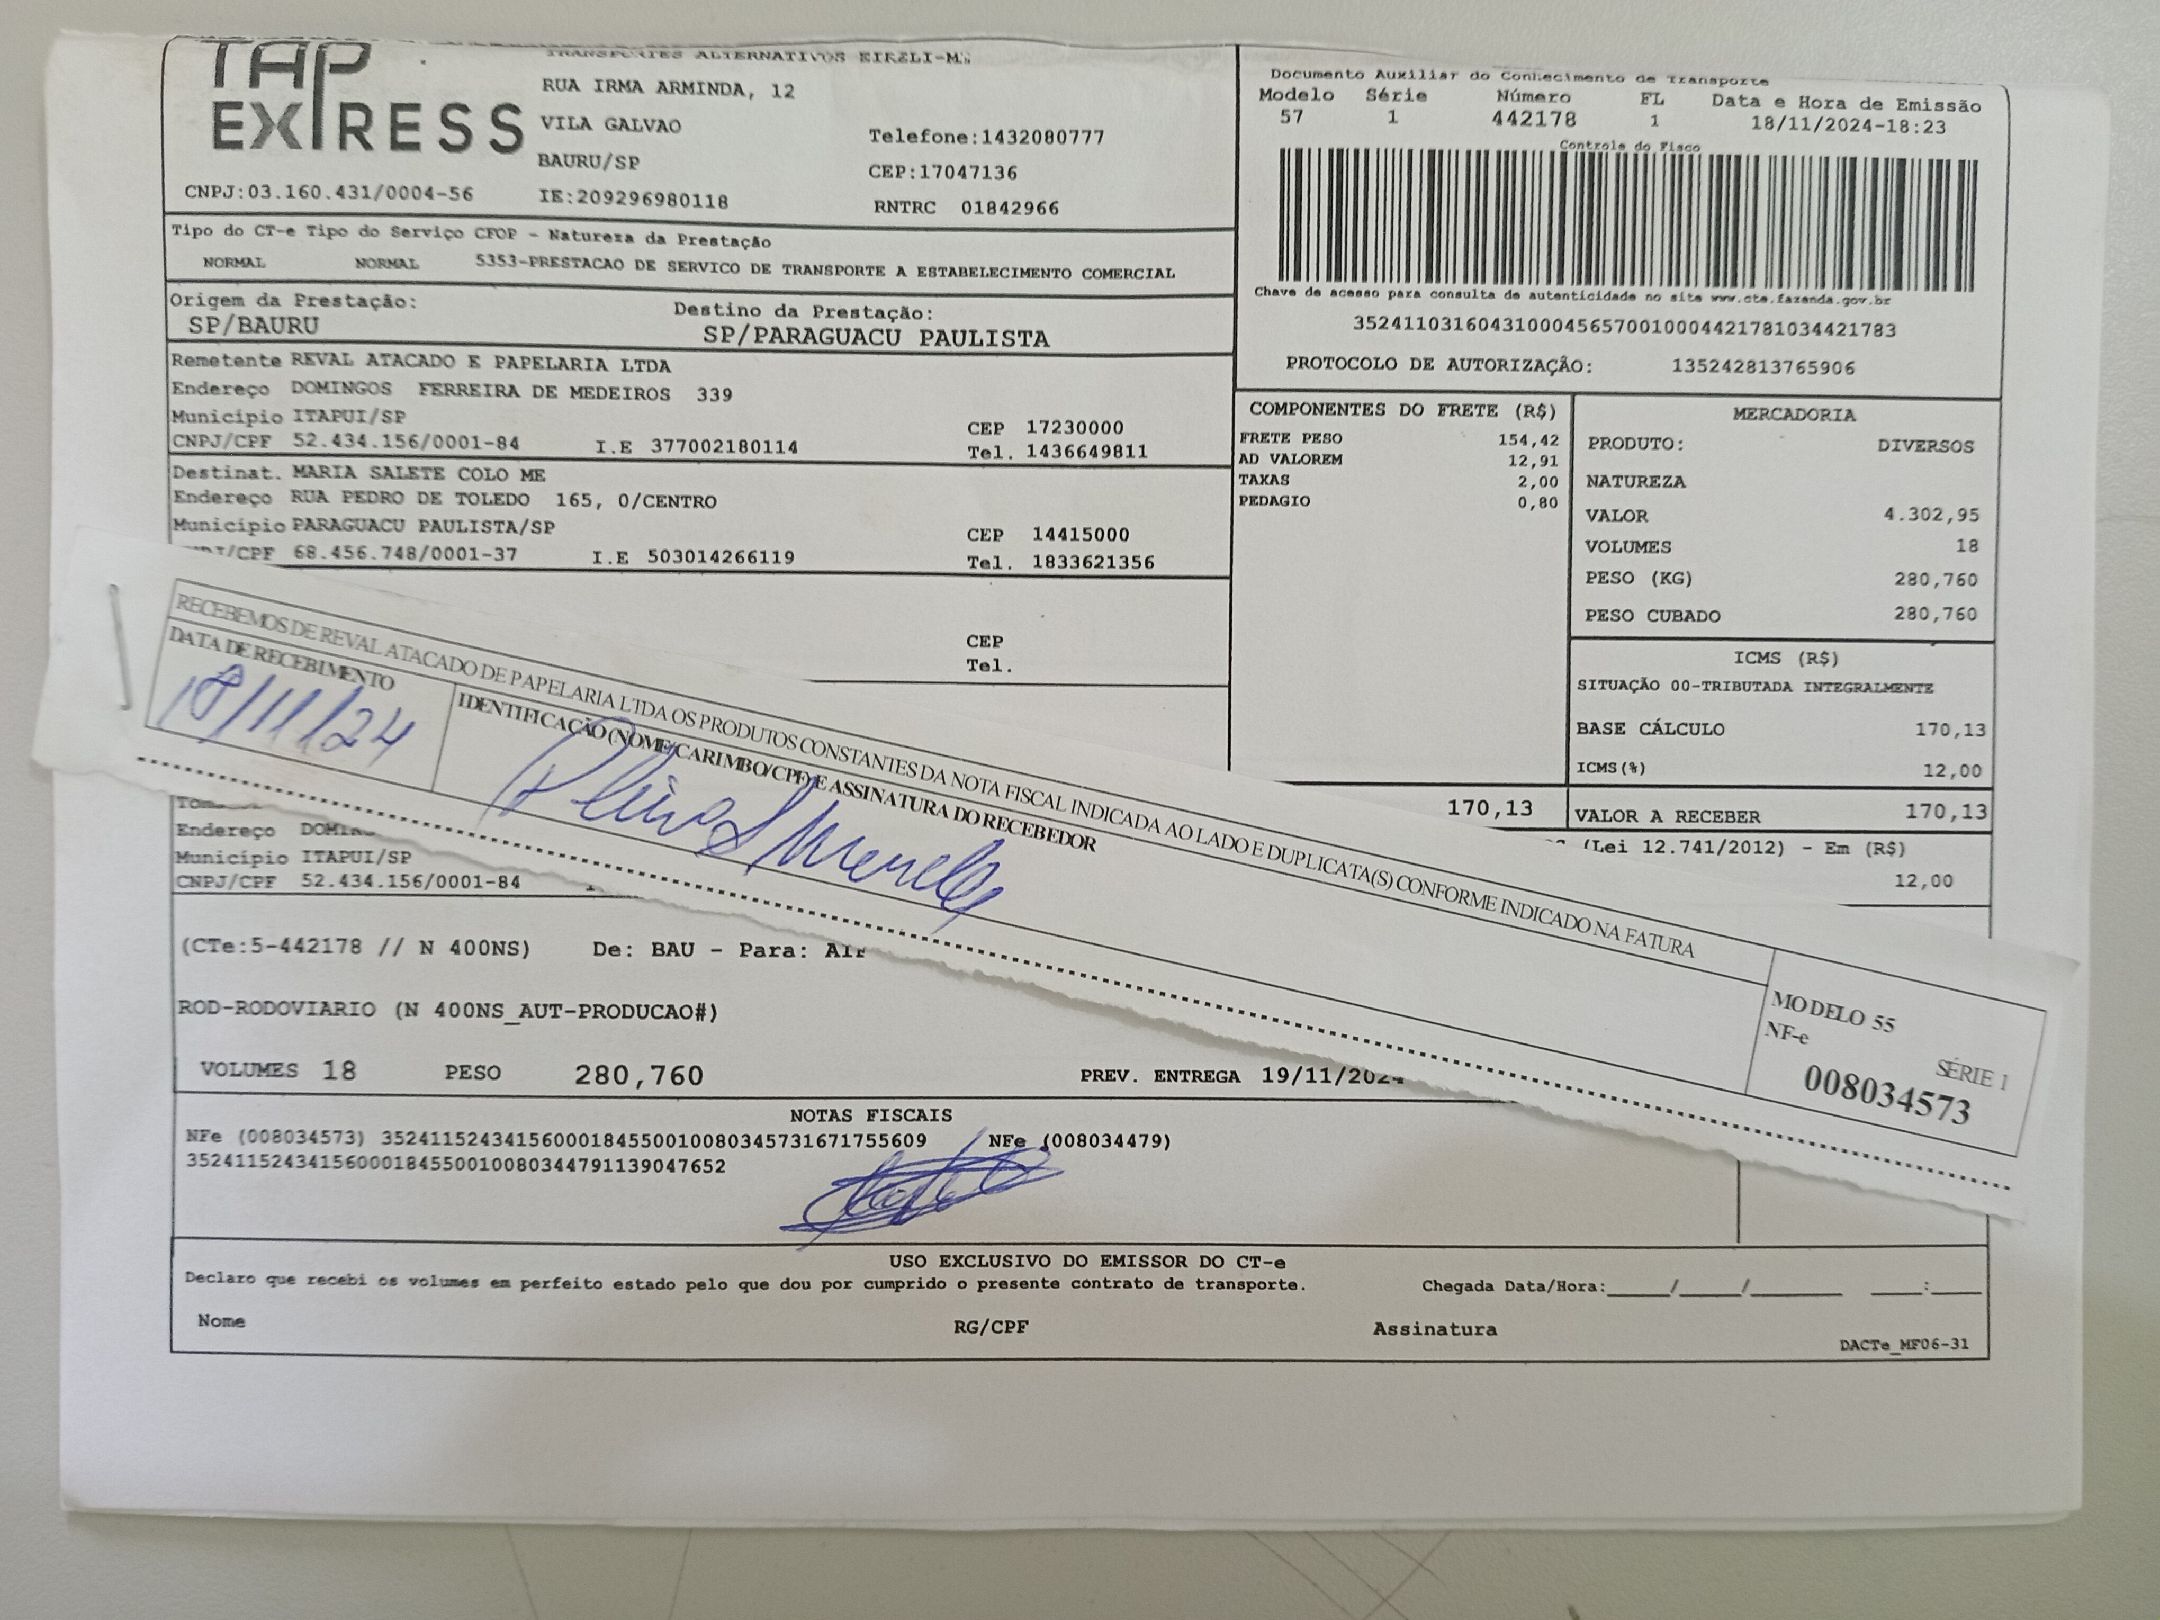 TAP
EXPRESS
TRANSPORTES ALTERNATIVOS EIRELI-ME
RUA IRMA ARMINDA, 12
VILA GALVAO
BAURU/SP
Telefone:1432080777
CEP:17047136
CNPJ:03.160.431/0004-56 IE:209296980118 RNTRC 01842966
Documento Auxiliar do Conhecimento de Transporte
Modelo Série Número FL Data e Hora de Emissão
57 1 442178 1 18/11/2024-18:23
Controle do Fisco
Chave de acesso para consulta de autenticidade no site www.cte.fazenda.gov.br
35241103160431000456570010004421781034421783
PROTOCOLO DE AUTORIZAÇÃO: 135242813765906
Tipo do CT-e Tipo do Serviço CFOP - Natureza da Prestação
NORMAL NORMAL 5353-PRESTACAO DE SERVICO DE TRANSPORTE A ESTABELECIMENTO COMERCIAL
Origem da Prestação: Destino da Prestação:
SP/BAURU SP/PARAGUACU PAULISTA
Remetente REVAL ATACADO E PAPELARIA LTDA
Endereço DOMINGOS FERREIRA DE MEDEIROS 339
Município ITAPUI/SP CEP 17230000
CNPJ/CPF 52.434.156/0001-84 I.E 377002180114 Tel. 1436649811
Destinat. MARIA SALETE COLO ME
Endereço RUA PEDRO DE TOLEDO 165, 0/CENTRO
Município PARAGUACU PAULISTA/SP CEP 14415000
/CPF 68.456.748/0001-37 I.E 503014266119 Tel. 1833621356
CEP
Tel.
COMPONENTES DO FRETE (R$)
FRETE PESO 154,42
AD VALOREM 12,91
TAXAS 2,00
PEDAGIO 0,80
170,13
MERCADORIA
PRODUTO: DIVERSOS
NATUREZA
VALOR 4.302,95
VOLUMES 18
PESO (KG) 280,760
PESO CUBADO 280,760
ICMS (R$)
SITUAÇÃO 00-TRIBUTADA INTEGRALMENTE
BASE CÁLCULO 170,13
ICMS(%) 12,00
VALOR A RECEBER 170,13
(Lei 12.741/2012) - Em (R$)
12,00
RECEBEMOS DE REVAL ATACADO DE PAPELARIA LTDA OS PRODUTOS CONSTANTES DA NOTA FISCAL INDICADA AO LADO E DUPLICATA(S) CONFORME INDICADO NA FATURA
DATA DE RECEBIMENTO
18/11/24
IDENTIFICAÇÃO (NOME/CARIMBO/CPF) E ASSINATURA DO RECEBEDOR
MODELO 55
NF-e
SÉRIE 1
008034573
Endereço
Município ITAPUI/SP
CNPJ/CPF 52.434.156/0001-84
(CTe:5-442178 // N 400NS) De: BAU - Para:
ROD-RODOVIARIO (N 400NS_AUT-PRODUCAO#)
VOLUMES 18 PESO 280,760 PREV. ENTREGA 19/11/2024
NOTAS FISCAIS
NFe (008034573) 35241152434156000184550010080345731671755609 NFe (008034479)
35241152434156000184550010080344791139047652
USO EXCLUSIVO DO EMISSOR DO CT-e
Declaro que recebi os volumes em perfeito estado pelo que dou por cumprido o presente contrato de transporte. Chegada Data/Hora:_____/_____/________ ____:____
Nome RG/CPF Assinatura
DACTe_MF06-31